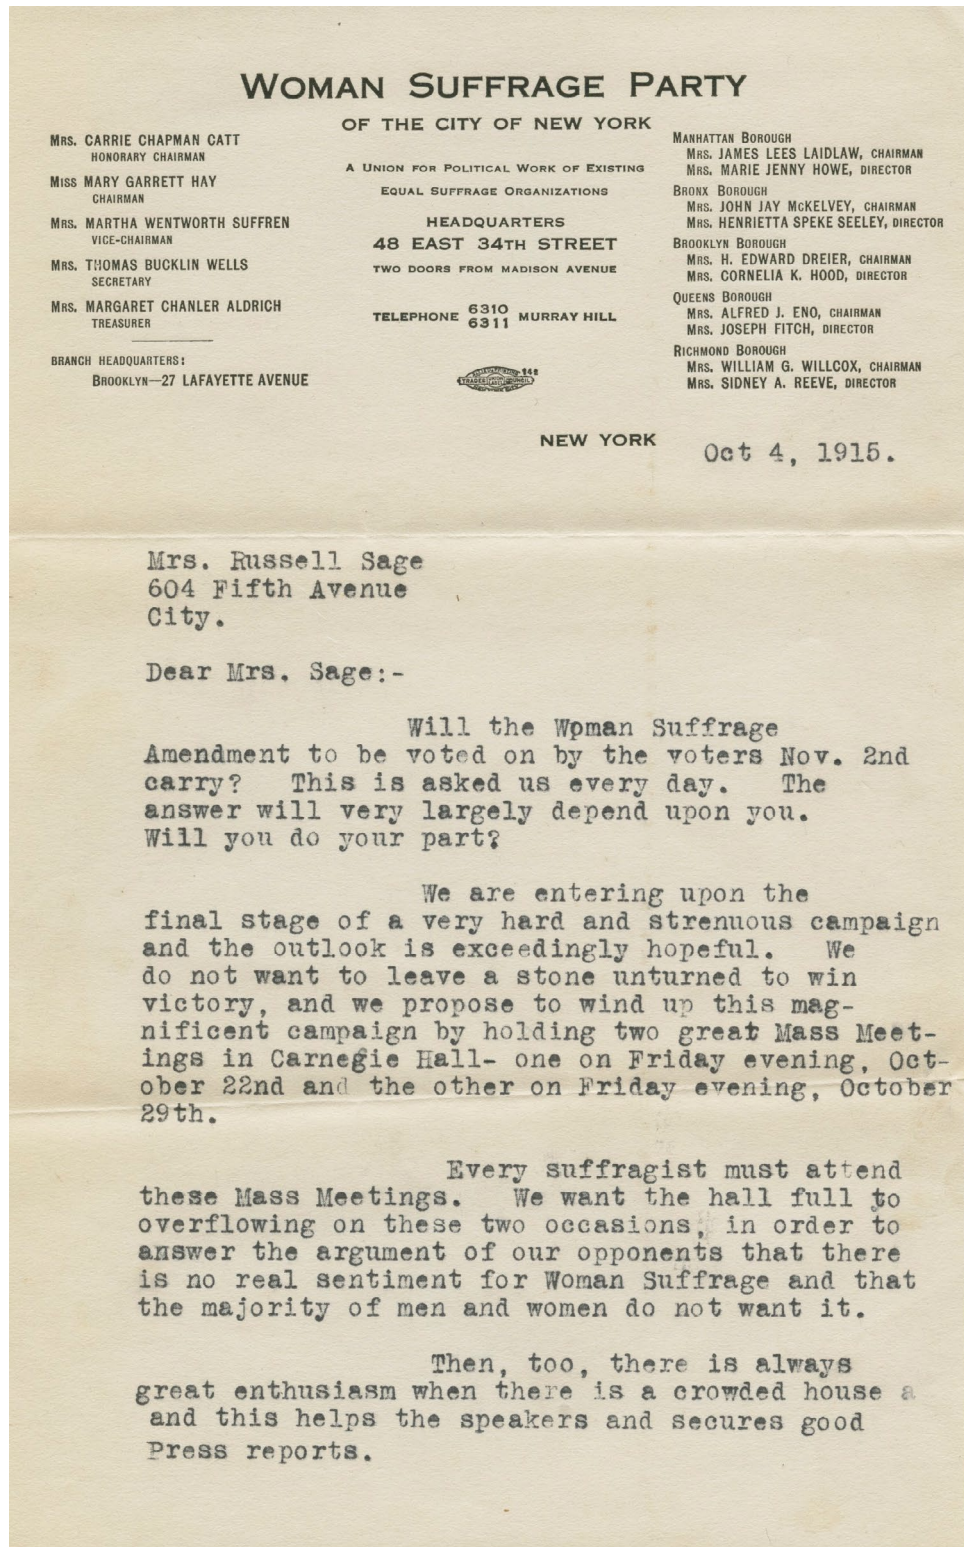 WOMAN SUFFRAGE PARTY
OF THE CITY OF NEW YORK
A UNION FOR POLITICAL WORK OF EXISTING
EQUAL SUFFRAGE ORGANIZATIONS
HEADQUARTERS
48 EAST 34TH STREET
TWO DOORS FROM MADISON AVENUE
TELEPHONE 6310 6311 MURRAY HILL
MRS. CARRIE CHAPMAN CATT
HONORARY CHAIRMAN
MISS MARY GARRETT HAY
CHAIRMAN
MRS. MARTHA WENTWORTH SUFFREN
VICE-CHAIRMAN
MRS. THOMAS BUCKLIN WELLS
SECRETARY
MRS. MARGARET CHANLER ALDRICH
TREASURER
BRANCH HEADQUARTERS:
BROOKLYN—27 LAFAYETTE AVENUE
MANHATTAN BOROUGH
MRS. JAMES LEES LAIDLAW, CHAIRMAN
MRS. MARIE JENNY HOWE, DIRECTOR
BRONX BOROUGH
MRS. JOHN JAY McKELVEY, CHAIRMAN
MRS. HENRIETTA SPEKE SEELEY, DIRECTOR
BROOKLYN BOROUGH
MRS. H. EDWARD DREIER, CHAIRMAN
MRS. CORNELIA K. HOOD, DIRECTOR
QUEENS BOROUGH
MRS. ALFRED J. ENO, CHAIRMAN
MRS. JOSEPH FITCH, DIRECTOR
RICHMOND BOROUGH
MRS. WILLIAM G. WILLCOX, CHAIRMAN
MRS. SIDNEY A. REEVE, DIRECTOR
NEW YORK Oct 4, 1915.
Mrs. Russell Sage
604 Fifth Avenue
City.
Dear Mrs. Sage:-
Will the Woman Suffrage
Amendment to be voted on by the voters Nov. 2nd
carry? This is asked us every day. The
answer will very largely depend upon you.
Will you do your part?
We are entering upon the
final stage of a very hard and strenuous campaign
and the outlook is exceedingly hopeful. We
do not want to leave a stone unturned to win
victory, and we propose to wind up this mag-
nificent campaign by holding two great Mass Meet-
ings in Carnegie Hall- one on Friday evening, Oct-
ober 22nd and the other on Friday evening, October
29th.
Every suffragist must attend
these Mass Meetings. We want the hall full to
overflowing on these two occasions, in order to
answer the argument of our opponents that there
is no real sentiment for Woman Suffrage and that
the majority of men and women do not want it.
Then, too, there is always
great enthusiasm when there is a crowded house a
and this helps the speakers and secures good
Press reports.